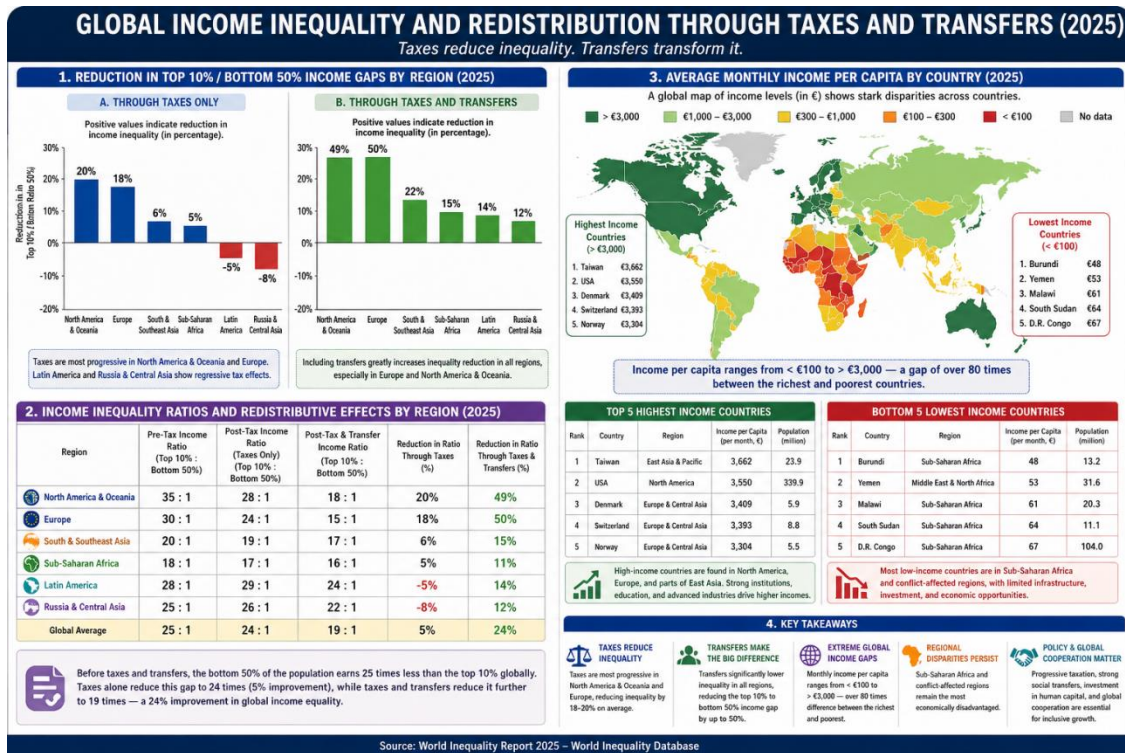 GLOBAL INCOME INEQUALITY AND REDISTRIBUTION THROUGH TAXES AND TRANSFERS (2025)
Taxes reduce inequality. Transfers transform it.
1. REDUCTION IN TOP 10% / BOTTOM 50% INCOME GAPS BY REGION (2025)
A. THROUGH TAXES ONLY
Positive values indicate reduction in
income inequality (in percentage).
Reduction in in
Top 10% / Bottom Ratio 50%)
30%
20%
10%
0%
-10%
-20%
20%
18%
6%
5%
-5%
-8%
North America
& Oceania
Europe
South &
Southeast Asia
Sub-Saharan
Africa
Latin
America
Russia &
Central Asia
Taxes are most progressive in North America & Oceania and Europe.
Latin America and Russia & Central Asia show regressive tax effects.
B. THROUGH TAXES AND TRANSFERS
Positive values indicate reduction in
income inequality (in percentage).
30%
20%
10%
0%
-10%
-20%
49%
50%
22%
15%
14%
12%
North America
& Oceania
Europe
South &
Southeast Asia
Sub-Saharan
Africa
Latin
America
Russia &
Central Asia
Including transfers greatly increases inequality reduction in all regions,
especially in Europe and North America & Oceania.
2. INCOME INEQUALITY RATIOS AND REDISTRIBUTIVE EFFECTS BY REGION (2025)
Region
Pre-Tax Income
Ratio
(Top 10% :
Bottom 50%)
Post-Tax Income
Ratio
(Taxes Only)
(Top 10% :
Bottom 50%)
Post-Tax & Transfer
Income Ratio
(Top 10% :
Bottom 50%)
Reduction in Ratio
Through Taxes
(%)
Reduction in Ratio
Through Taxes &
Transfers (%)
North America & Oceania 35 : 1 28 : 1 18 : 1 20% 49%
Europe 30 : 1 24 : 1 15 : 1 18% 50%
South & Southeast Asia 20 : 1 19 : 1 17 : 1 6% 15%
Sub-Saharan Africa 18 : 1 17 : 1 16 : 1 5% 11%
Latin America 28 : 1 29 : 1 24 : 1 -5% 14%
Russia & Central Asia 25 : 1 26 : 1 22 : 1 -8% 12%
Global Average 25 : 1 24 : 1 19 : 1 5% 24%
Before taxes and transfers, the bottom 50% of the population earns 25 times less than the top 10% globally.
Taxes alone reduce this gap to 24 times (5% improvement), while taxes and transfers reduce it further
to 19 times — a 24% improvement in global income equality.
3. AVERAGE MONTHLY INCOME PER CAPITA BY COUNTRY (2025)
A global map of income levels (in €) shows stark disparities across countries.
> €3,000 €1,000 – €3,000 €300 – €1,000 €100 – €300 < €100 No data
Highest Income
Countries
(> €3,000)
1. Taiwan €3,662
2. USA €3,550
3. Denmark €3,409
4. Switzerland €3,393
5. Norway €3,304
Lowest Income
Countries
(< €100)
1. Burundi €48
2. Yemen €53
3. Malawi €61
4. South Sudan €64
5. D.R. Congo €67
Income per capita ranges from < €100 to > €3,000 — a gap of over 80 times
between the richest and poorest countries.
TOP 5 HIGHEST INCOME COUNTRIES
Rank Country Region Income per Capita
(per month, €) Population
(million)
1 Taiwan East Asia & Pacific 3,662 23.9
2 USA North America 3,550 339.9
3 Denmark Europe & Central Asia 3,409 5.9
4 Switzerland Europe & Central Asia 3,393 8.8
5 Norway Europe & Central Asia 3,304 5.5
High-income countries are found in North America,
Europe, and parts of East Asia. Strong institutions,
education, and advanced industries drive higher incomes.
BOTTOM 5 LOWEST INCOME COUNTRIES
Rank Country Region Income per Capita
(per month, €) Population
(million)
1 Burundi Sub-Saharan Africa 48 13.2
2 Yemen Middle East & North Africa 53 31.6
3 Malawi Sub-Saharan Africa 61 20.3
4 South Sudan Sub-Saharan Africa 64 11.1
5 D.R. Congo Sub-Saharan Africa 67 104.0
Most low-income countries are in Sub-Saharan Africa
and conflict-affected regions, with limited infrastructure,
investment, and economic opportunities.
4. KEY TAKEAWAYS
TAXES REDUCE
INEQUALITY
Taxes are most progressive in
North America & Oceania and
Europe, reducing inequality by
18–20% on average.
TRANSFERS MAKE
THE BIG DIFFERENCE
Transfers significantly lower
inequality in all regions,
reducing the top 10% to
bottom 50% income gap
by up to 50%.
EXTREME GLOBAL
INCOME GAPS
Monthly income per capita
ranges from < €100 to
> €3,000 — over 80 times
difference between the richest
and poorest.
REGIONAL
DISPARITIES PERSIST
Sub-Saharan Africa and
conflict-affected regions
remain the most
economically disadvantaged.
POLICY & GLOBAL
COOPERATION MATTER
Progressive taxation, strong
social transfers, investment
in human capital, and global
cooperation are essential
for inclusive growth.
Source: World Inequality Report 2025 – World Inequality Database